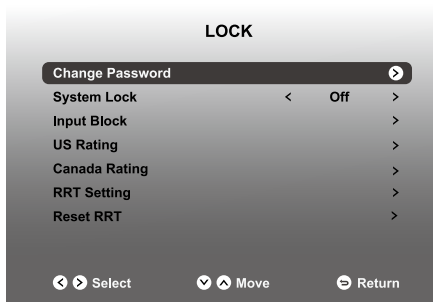 LOCK
Change Password >
System Lock < Off >
Input Block >
US Rating >
Canada Rating >
RRT Setting >
Reset RRT >
Select Move Return